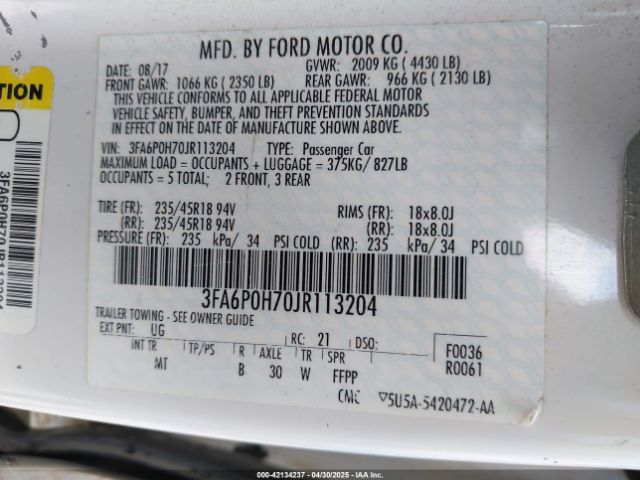 MFD. BY FORD MOTOR CO.
DATE: 08/17 GVWR: 2009 KG ( 4430 LB)
FRONT GAWR: 1066 KG ( 2350 LB) REAR GAWR: 966 KG ( 2130 LB)
THIS VEHICLE CONFORMS TO ALL APPLICABLE FEDERAL MOTOR
VEHICLE SAFETY, BUMPER, AND THEFT PREVENTION STANDARDS
IN EFFECT ON THE DATE OF MANUFACTURE SHOWN ABOVE.
VIN: 3FA6P0H70JR113204 TYPE: Passenger Car
MAXIMUM LOAD = OCCUPANTS + LUGGAGE = 375KG/ 827LB
OCCUPANTS = 5 TOTAL; 2 FRONT, 3 REAR
TIRE (FR): 235/45R18 94V RIMS (FR): 18x8.0J
(RR): 235/45R18 94V (RR): 18x8.0J
PRESSURE (FR): 235 kPa/ 34 PSI COLD (RR): 235 kPa/ 34 PSI COLD
3FA6P0H70JR113204
TRAILER TOWING - SEE OWNER GUIDE
EXT PNT: UG RC: 21 DSO: F0036
INT TR TP/PS R AXLE TR SPR R0061
MT B 30 W FFPP
5U5A-5420472-AA
TION
3FA6P0H70JR113204
000-42134237 - 04/30/2025 - IAAI.com